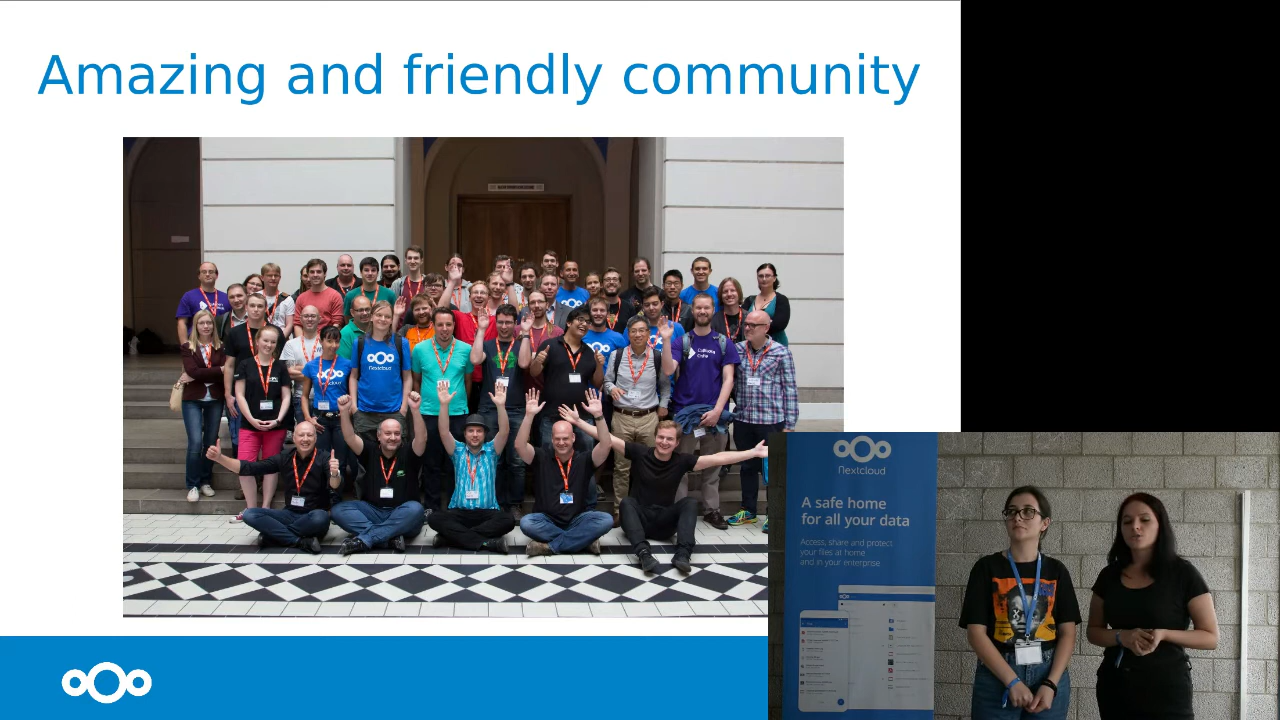 Amazing and friendly community
nextcloud
nextcloud
A safe home
for all your data
Access, share and protect
your files at home
and in your enterprise